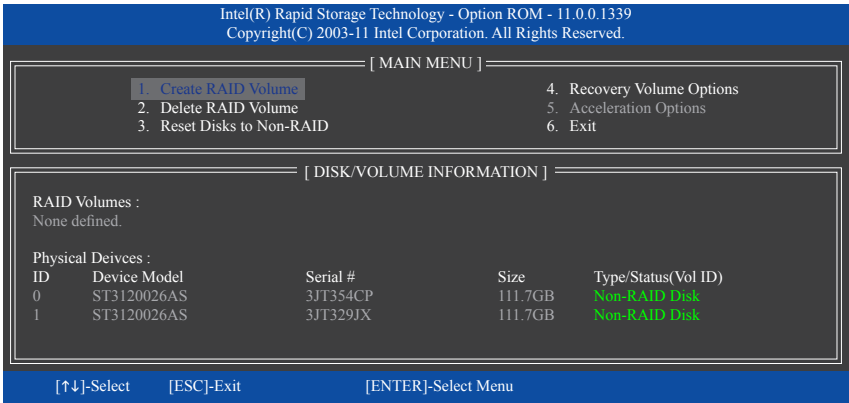 Intel(R) Rapid Storage Technology - Option ROM - 11.0.0.1339
Copyright(C) 2003-11 Intel Corporation. All Rights Reserved.
[ MAIN MENU ]
1. Create RAID Volume 4. Recovery Volume Options
2. Delete RAID Volume 5. Acceleration Options
3. Reset Disks to Non-RAID 6. Exit
[ DISK/VOLUME INFORMATION ]
RAID Volumes :
None defined.
Physical Deivces :
ID Device Model Serial # Size Type/Status(Vol ID)
0 ST3120026AS 3JT354CP 111.7GB Non-RAID Disk
1 ST3120026AS 3JT329JX 111.7GB Non-RAID Disk
[↑↓]-Select [ESC]-Exit [ENTER]-Select Menu